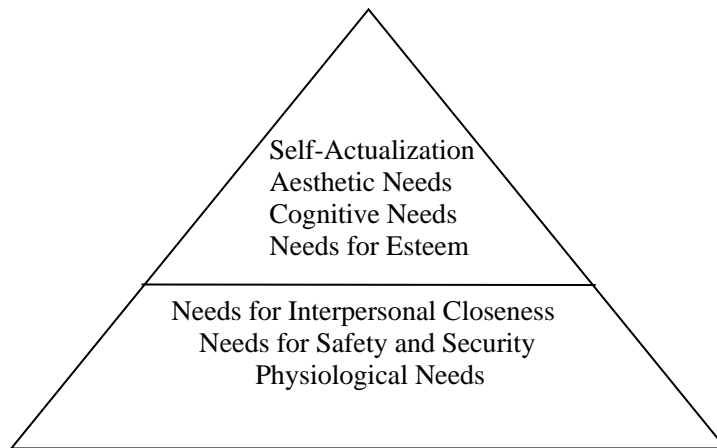 Self-Actualization
Aesthetic Needs
Cognitive Needs
Needs for Esteem
Needs for Interpersonal Closeness
Needs for Safety and Security
Physiological Needs